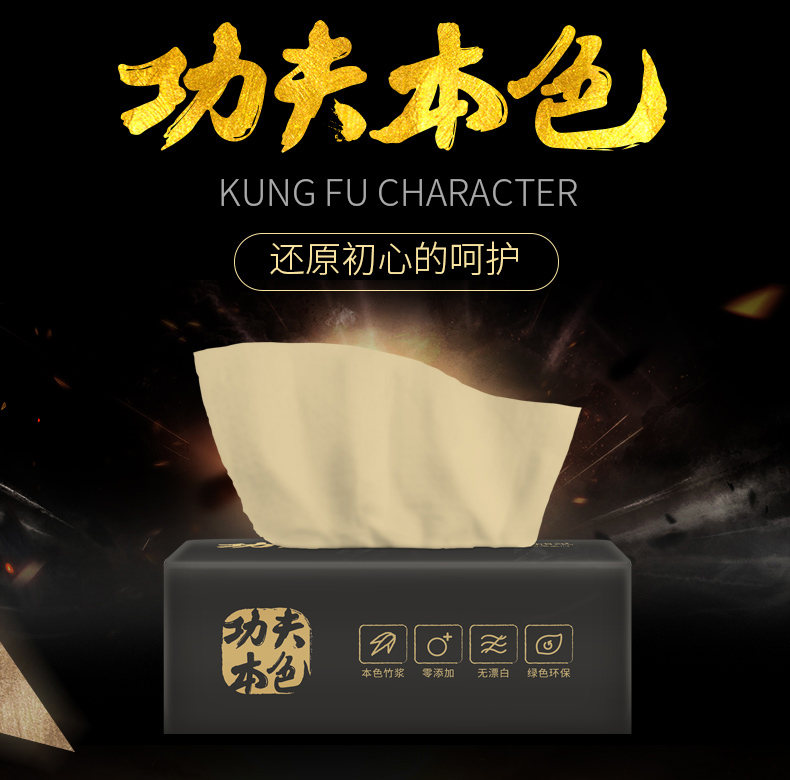 功夫本色
KUNG FU CHARACTER
还原初心的呵护
功夫
本色
本色竹浆 零添加 无漂白 绿色环保